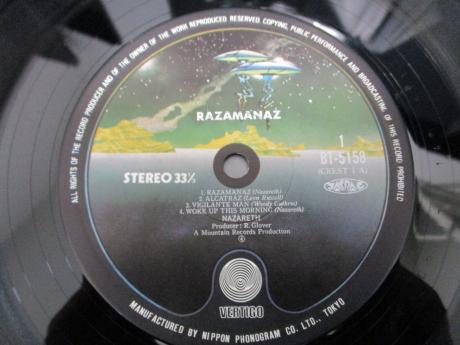 ALL RIGHTS OF THE RECORD PRODUCER AND OF THE OWNER OF THE WORK REPRODUCED RESERVED COPYING, PUBLIC PERFORMANCE AND BROADCASTING OF THIS RECORD PROHIBITED
RAZAMANAZ
1
BT-5158
(CREST 1 A)
STEREO 33⅓
1. RAZAMANAZ (Nazareth)
2. ALCATRAZ (Leon Russell)
3. VIGILANTE MAN (Woody Guthrie)
4. WOKE UP THIS MORNING (Nazareth)
NAZARETH
Producer: R. Glover
A Mountain Records Production
VERTIGO
MANUFACTURED BY NIPPON PHONOGRAM CO. LTD., TOKYO